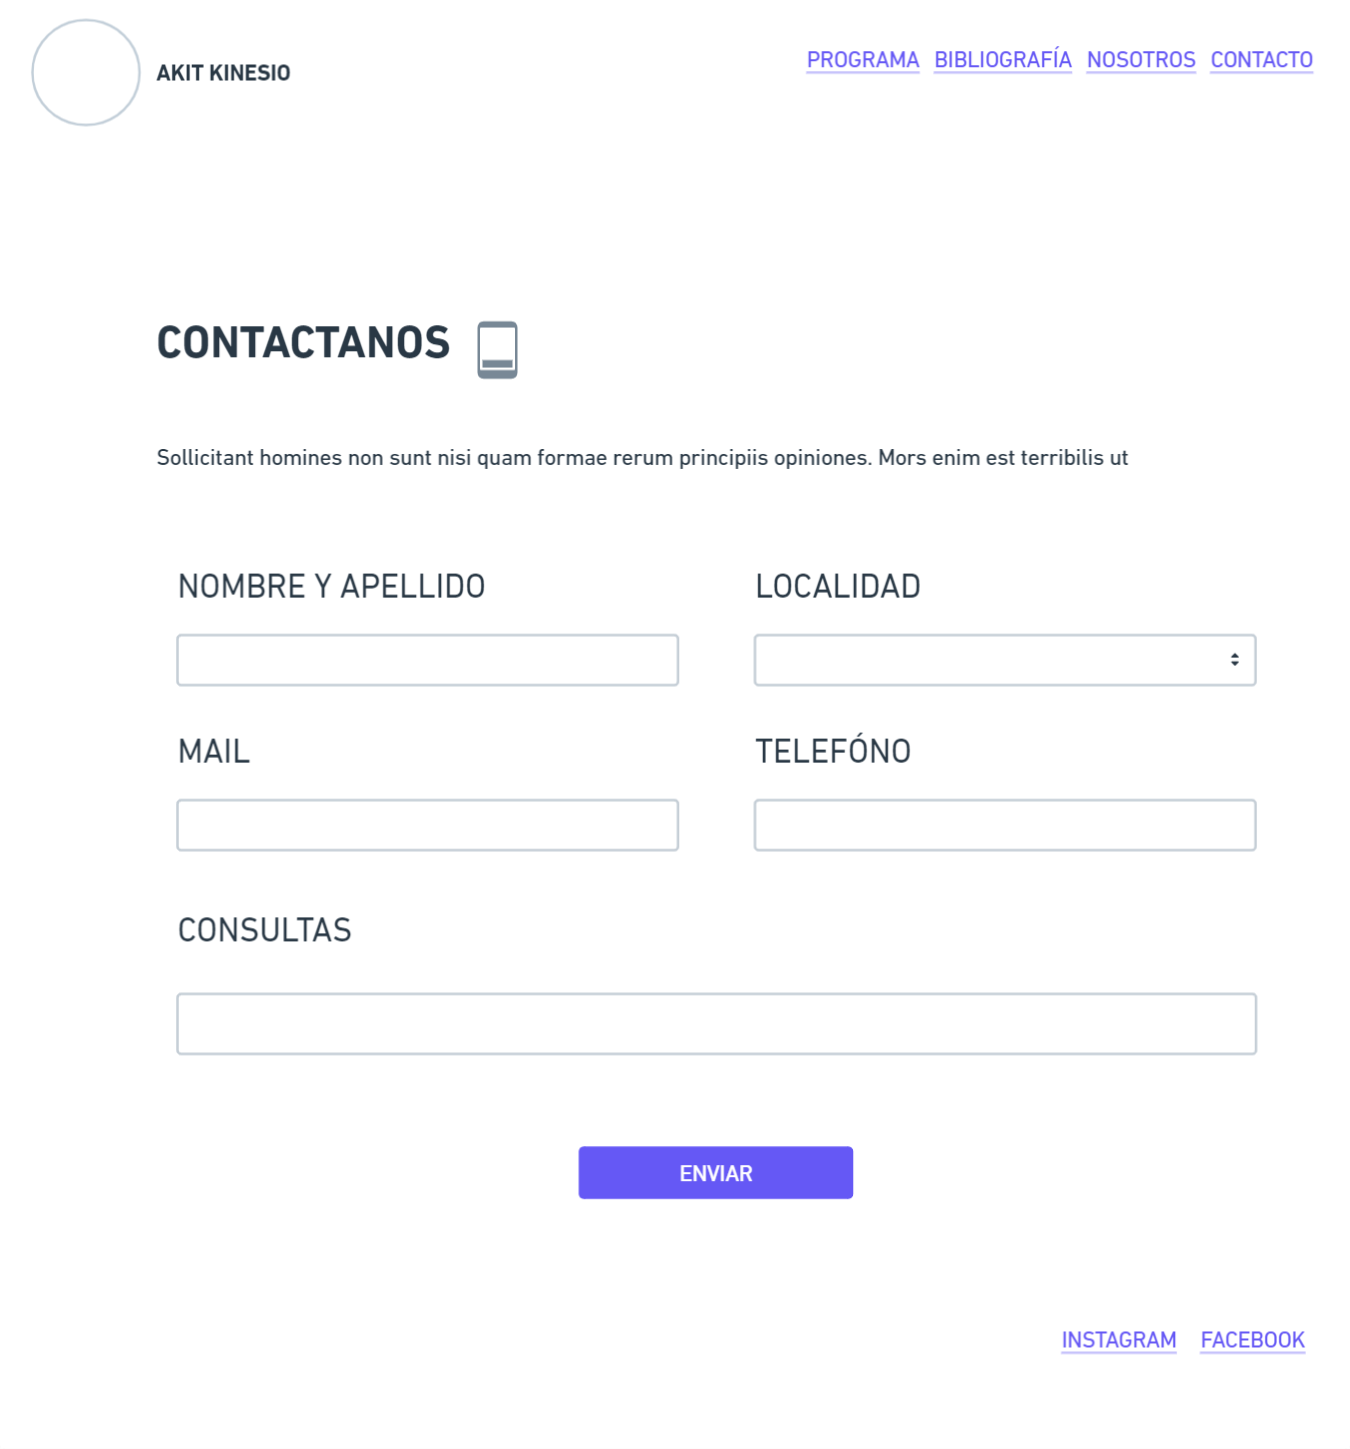 AKIT KINESIO
PROGRAMA BIBLIOGRAFÍA NOSOTROS CONTACTO
CONTACTANOS
Sollicitant homines non sunt nisi quam formae rerum principiis opiniones. Mors enim est terribilis ut
NOMBRE Y APELLIDO
LOCALIDAD
MAIL
TELEFÓNO
CONSULTAS
ENVIAR
INSTAGRAM FACEBOOK